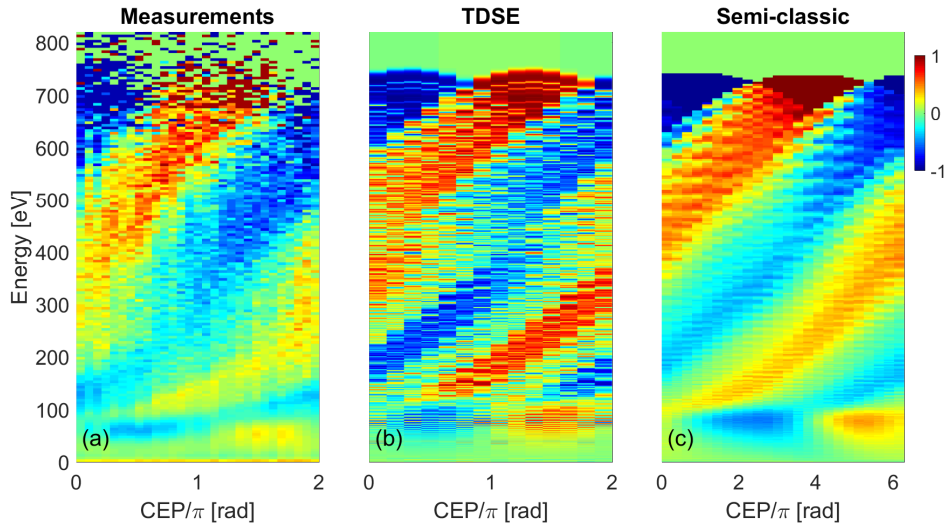 Measurements
TDSE
Semi-classic
Energy [eV]
800
700
600
500
400
300
200
100
0
(a)
(b)
(c)
1
0
-1
0 1 2
0 1 2
0 2 4 6
CEP/π [rad]
CEP/π [rad]
CEP/π [rad]